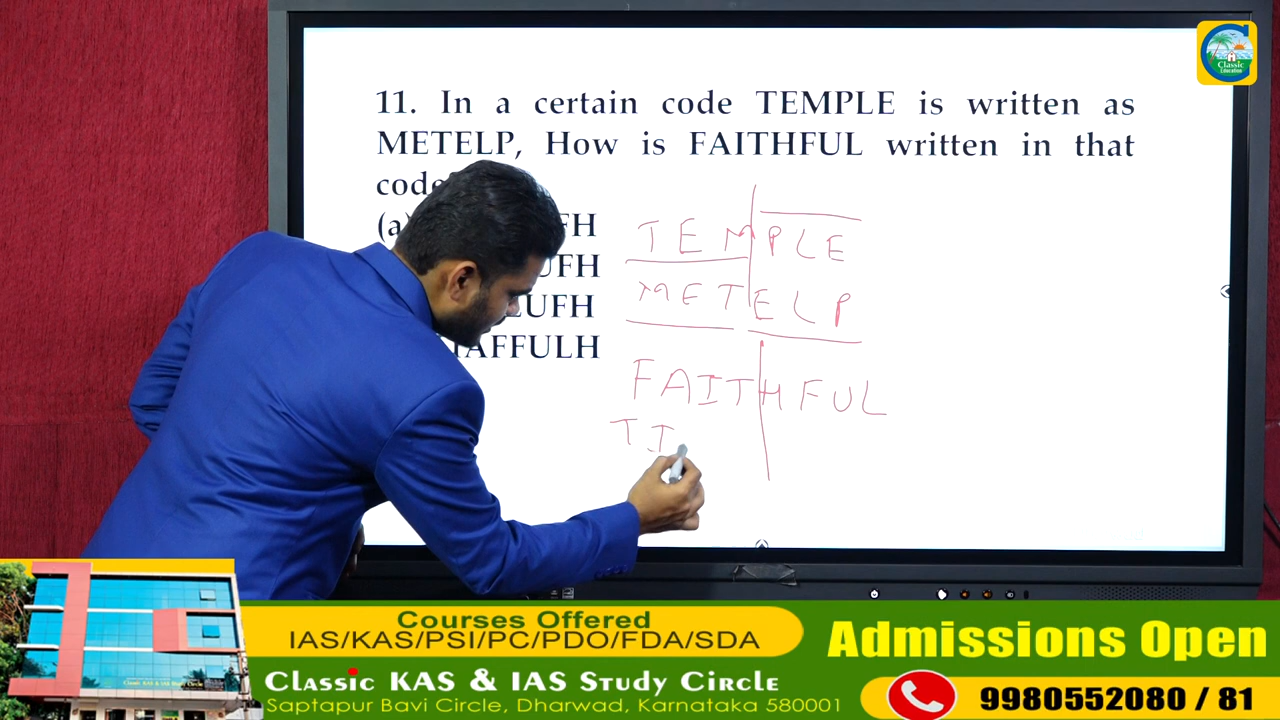 Classic
Education
11. In a certain code TEMPLE is written as
METELP, How is FAITHFUL written in that
code
(a) FH
UFH
UFH
AFFULH
TEMPLE
METELP
FAITHFUL
TI
Courses Offered
IAS/KAS/PSI/PC/PDO/FDA/SDA
Classic KAS & IAS Study Circle
Saptapur Bavi Circle, Dharwad, Karnataka 580001
Admissions Open
9980552080 / 81